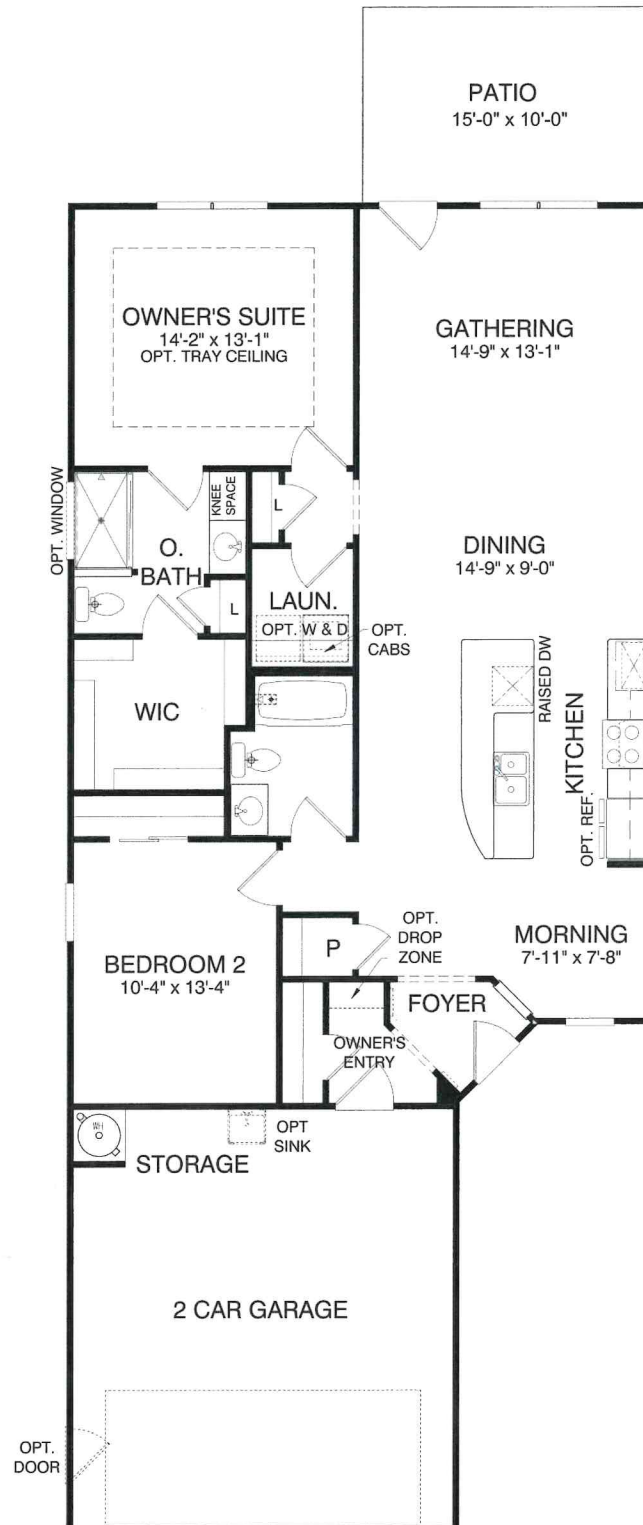 PATIO
15'-0" x 10'-0"
OWNER'S SUITE
14'-2" x 13'-1"
OPT. TRAY CEILING
GATHERING
14'-9" x 13'-1"
OPT. WINDOW
KNEE
SPACE
L
O.
BATH
L
DINING
14'-9" x 9'-0"
LAUN.
OPT. W & D
OPT.
CABS
WIC
RAISED DW
KITCHEN
OPT. REF.
BEDROOM 2
10'-4" x 13'-4"
P
OPT.
DROP
ZONE
MORNING
7'-11" x 7'-8"
FOYER
OWNER'S
ENTRY
WH
OPT
SINK
STORAGE
2 CAR GARAGE
OPT.
DOOR